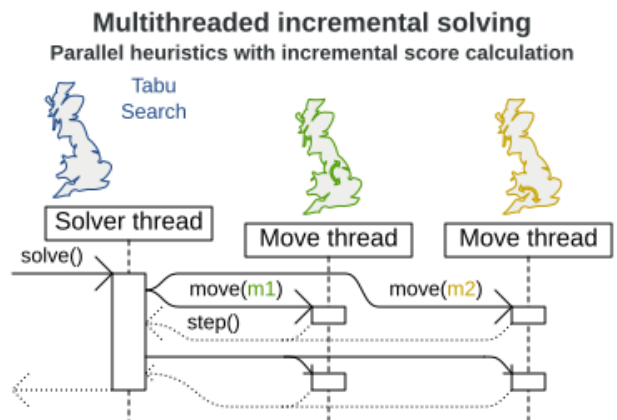 Multithreaded incremental solving
Parallel heuristics with incremental score calculation
Tabu
Search
Solver thread
Move thread
Move thread
solve()
move(m1)
move(m2)
step()